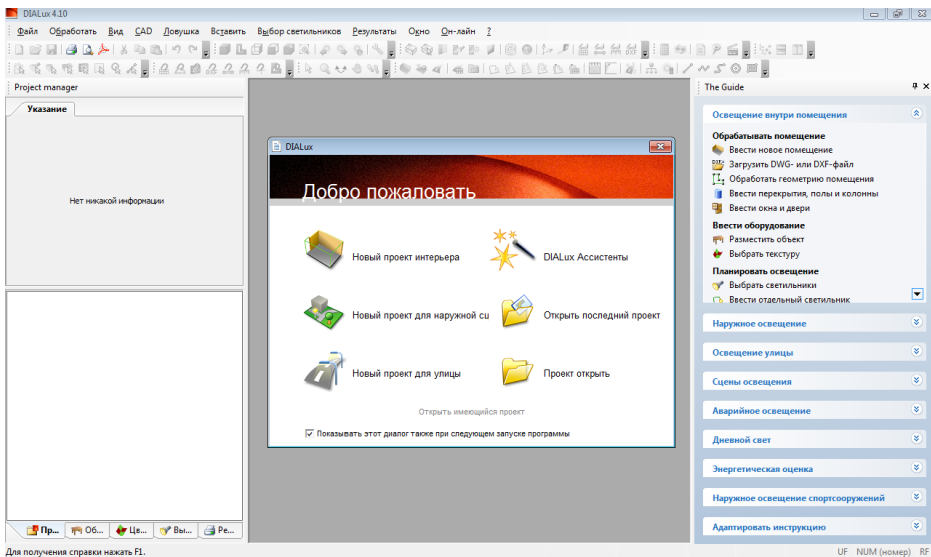 DIALux 4.10
Файл Обработать Вид CAD Ловушка Вставить Выбор светильников Результаты Окно Он-лайн ?
Project manager
Указание
Нет никакой информации
DIALux
Добро пожаловать
Новый проект интерьера
DIALux Ассистенты
Новый проект для наружной си
Открыть последний проект
Новый проект для улицы
Проект открыть
Открыть имеющийся проект
Показывать этот диалог также при следующем запуске программы
The Guide
Освещение внутри помещения
Обрабатывать помещение
Ввести новое помещение
Загрузить DWG- или DXF-файл
Обработать геометрию помещения
Ввести перекрытия, полы и колонны
Ввести окна и двери
Ввести оборудование
Разместить объект
Выбрать текстуру
Планировать освещение
Выбрать светильники
Ввести отдельный светильник
Наружное освещение
Освещение улицы
Сцены освещения
Аварийное освещение
Дневной свет
Энергетическая оценка
Наружное освещение спортсооружений
Адаптировать инструкцию
Пр... Об... Цв... Вы... Ре...
Для получения справки нажать F1.
UF NUM (номер) RF